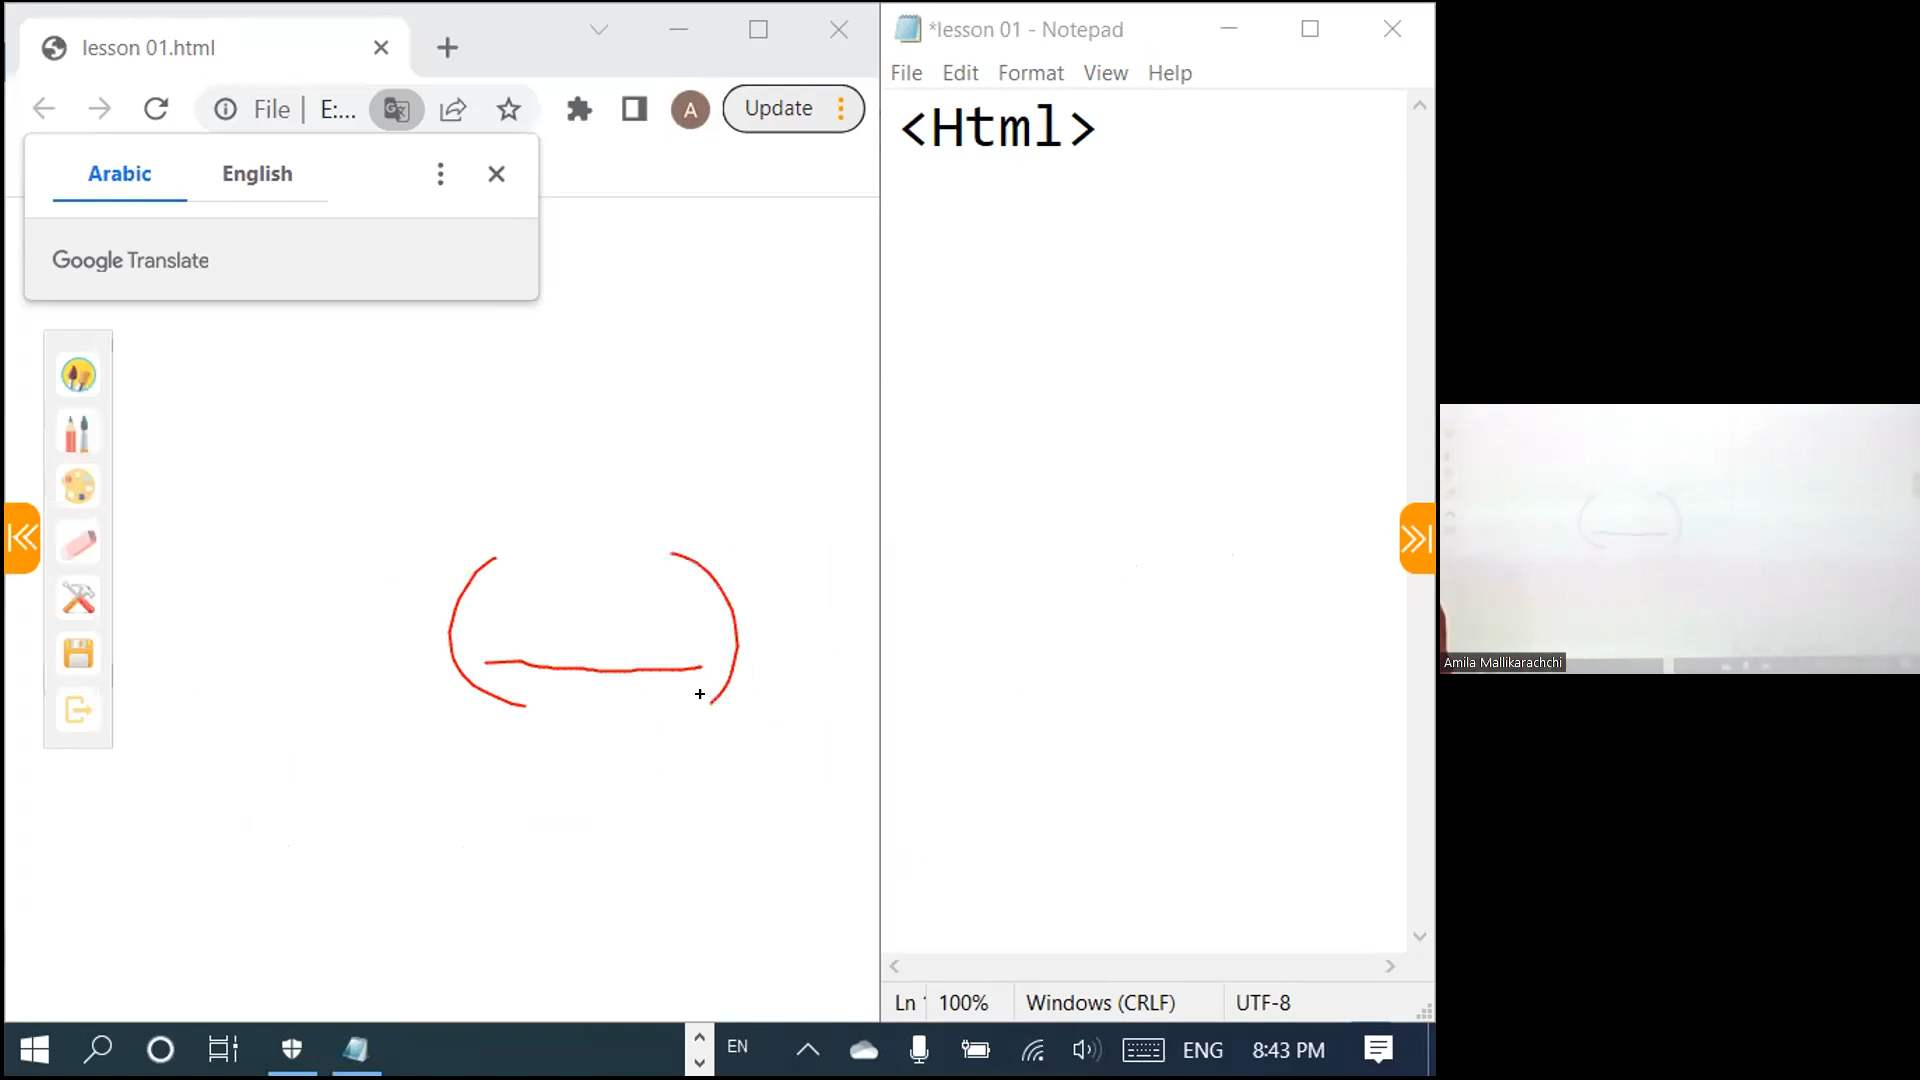 lesson 01.html
File
E:...
A
Update
Arabic
English
Google Translate
*lesson 01 - Notepad
File Edit Format View Help
<Html>
Ln
100%
Windows (CRLF)
UTF-8
Amila Mallikarachchi
EN
ENG
8:43 PM